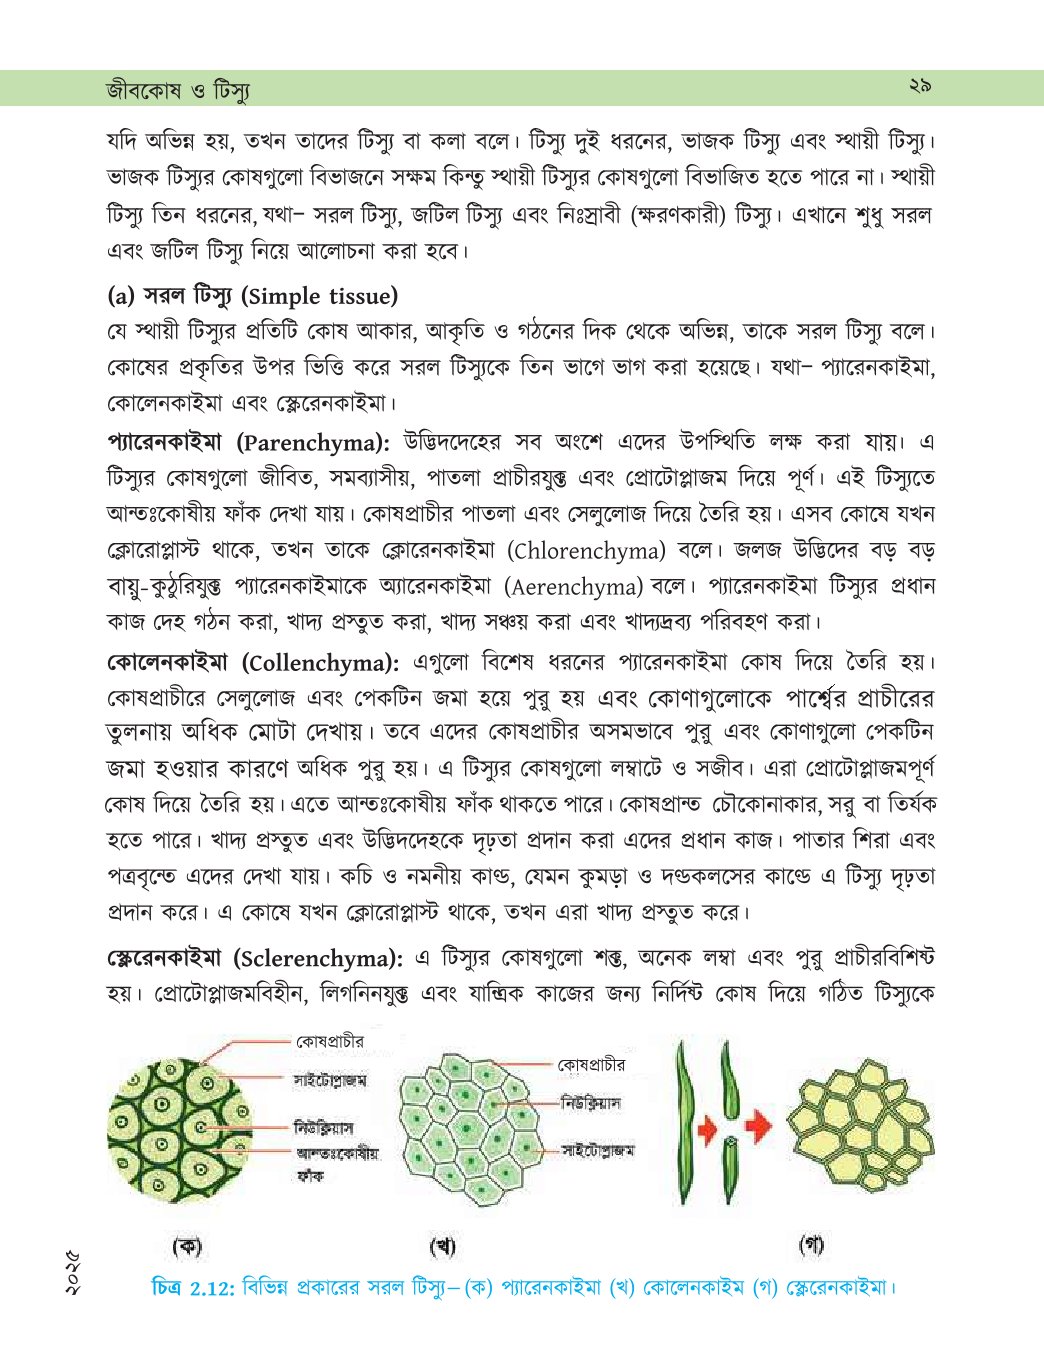 জীবকোষ ও টিস্যু
২৯
যদি অভিন্ন হয়, তখন তাদের টিস্যু বা কলা বলে। টিস্যু দুই ধরনের, ভাজক টিস্যু এবং স্থায়ী টিস্যু।
ভাজক টিস্যুর কোষগুলো বিভাজনে সক্ষম কিন্তু স্থায়ী টিস্যুর কোষগুলো বিভাজিত হতে পারে না। স্থায়ী
টিস্যু তিন ধরনের, যথা– সরল টিস্যু, জটিল টিস্যু এবং নিঃস্রাবী (ক্ষরণকারী) টিস্যু। এখানে শুধু সরল
এবং জটিল টিস্যু নিয়ে আলোচনা করা হবে।
(a) সরল টিস্যু (Simple tissue)
যে স্থায়ী টিস্যুর প্রতিটি কোষ আকার, আকৃতি ও গঠনের দিক থেকে অভিন্ন, তাকে সরল টিস্যু বলে।
কোষের প্রকৃতির উপর ভিত্তি করে সরল টিস্যুকে তিন ভাগে ভাগ করা হয়েছে। যথা– প্যারেনকাইমা,
কোলেনকাইমা এবং স্ক্লেরেনকাইমা।
প্যারেনকাইমা (Parenchyma): উদ্ভিদদেহের সব অংশে এদের উপস্থিতি লক্ষ করা যায়। এ
টিস্যুর কোষগুলো জীবিত, সমব্যাসীয়, পাতলা প্রাচীরযুক্ত এবং প্রোটোপ্লাজম দিয়ে পূর্ণ। এই টিস্যুতে
আন্তঃকোষীয় ফাঁক দেখা যায়। কোষপ্রাচীর পাতলা এবং সেলুলোজ দিয়ে তৈরি হয়। এসব কোষে যখন
ক্লোরোপ্লাস্ট থাকে, তখন তাকে ক্লোরেনকাইমা (Chlorenchyma) বলে। জলজ উদ্ভিদের বড় বড়
বায়ু-কুঠুরিযুক্ত প্যারেনকাইমাকে অ্যারেনকাইমা (Aerenchyma) বলে। প্যারেনকাইমা টিস্যুর প্রধান
কাজ দেহ গঠন করা, খাদ্য প্রস্তুত করা, খাদ্য সঞ্চয় করা এবং খাদ্যদ্রব্য পরিবহণ করা।
কোলেনকাইমা (Collenchyma): এগুলো বিশেষ ধরনের প্যারেনকাইমা কোষ দিয়ে তৈরি হয়।
কোষপ্রাচীরে সেলুলোজ এবং পেকটিন জমা হয়ে পুরু হয় এবং কোণাগুলোকে পার্শ্বের প্রাচীরের
তুলনায় অধিক মোটা দেখায়। তবে এদের কোষপ্রাচীর অসমভাবে পুরু এবং কোণাগুলো পেকটিন
জমা হওয়ার কারণে অধিক পুরু হয়। এ টিস্যুর কোষগুলো লম্বাটে ও সজীব। এরা প্রোটোপ্লাজমপূর্ণ
কোষ দিয়ে তৈরি হয়। এতে আন্তঃকোষীয় ফাঁক থাকতে পারে। কোষপ্রান্ত চৌকোনাকার, সরু বা তির্যক
হতে পারে। খাদ্য প্রস্তুত এবং উদ্ভিদদেহকে দৃঢ়তা প্রদান করা এদের প্রধান কাজ। পাতার শিরা এবং
পত্রবৃন্তে এদের দেখা যায়। কচি ও নমনীয় কাণ্ড, যেমন কুমড়া ও দণ্ডকলসের কাণ্ডে এ টিস্যু দৃঢ়তা
প্রদান করে। এ কোষে যখন ক্লোরোপ্লাস্ট থাকে, তখন এরা খাদ্য প্রস্তুত করে।
স্ক্লেরেনকাইমা (Sclerenchyma): এ টিস্যুর কোষগুলো শক্ত, অনেক লম্বা এবং পুরু প্রাচীরবিশিষ্ট
হয়। প্রোটোপ্লাজমবিহীন, লিগনিনযুক্ত এবং যান্ত্রিক কাজের জন্য নির্দিষ্ট কোষ দিয়ে গঠিত টিস্যুকে
কোষপ্রাচীর
সাইটোপ্লাজম
নিউক্লিয়াস
আন্তঃকোষীয়
ফাঁক
কোষপ্রাচীর
নিউক্লিয়াস
সাইটোপ্লাজম
(ক)
(খ)
(গ)
চিত্র 2.12: বিভিন্ন প্রকারের সরল টিস্যু– (ক) প্যারেনকাইমা (খ) কোলেনকাইম (গ) স্ক্লেরেনকাইমা।
২০২৫